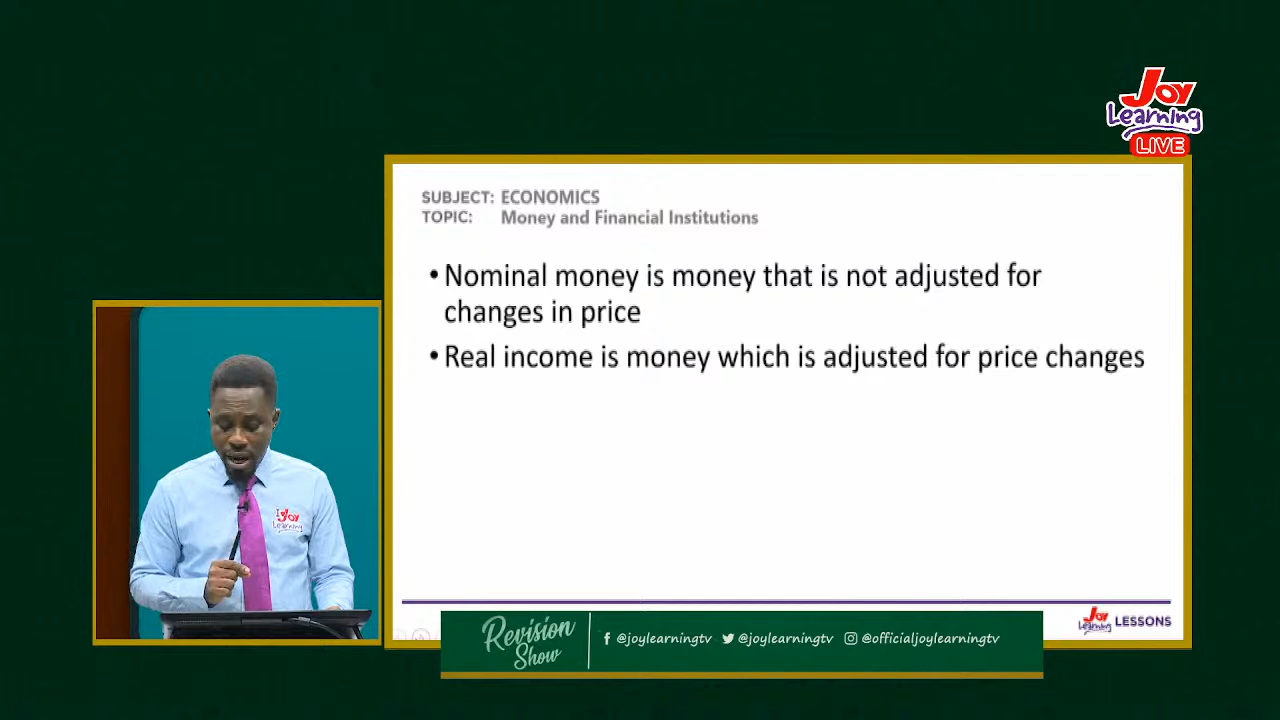 Joy
Learning
LIVE
SUBJECT: ECONOMICS
TOPIC: Money and Financial Institutions
• Nominal money is money that is not adjusted for
changes in price
• Real income is money which is adjusted for price changes
Joy
Learning
Joy
Learning LESSONS
Revision
Show
@joylearningtv @joylearningtv @officialjoylearningtv